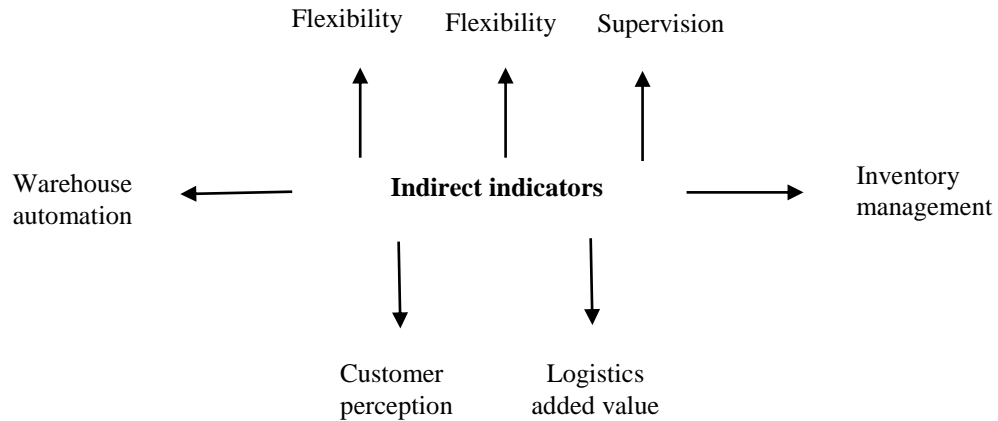 Flexibility
Flexibility
Supervision
Warehouse
automation
Indirect indicators
Inventory
management
Customer
perception
Logistics
added value